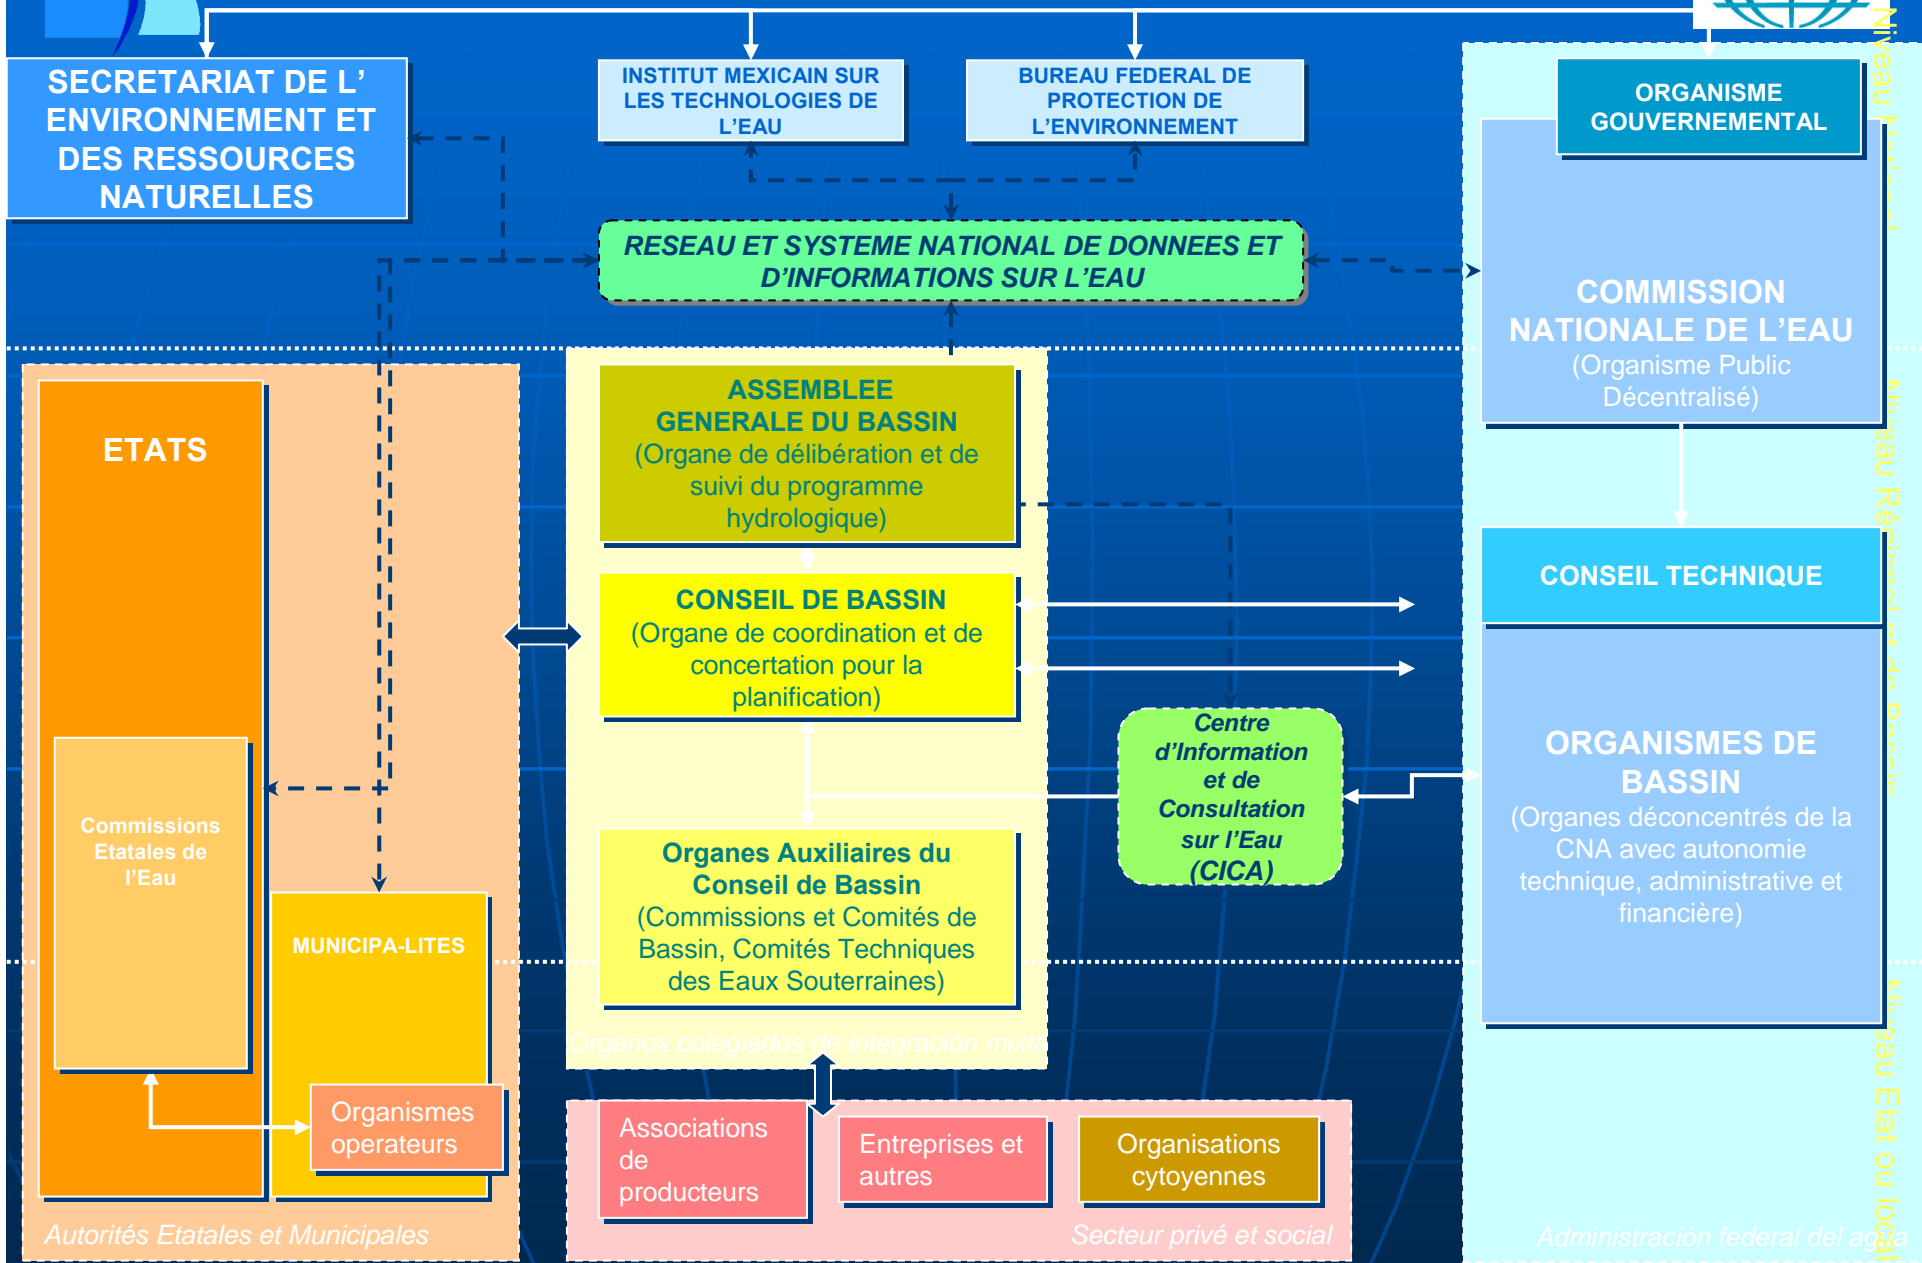 SECRETARIAT DE L’
ENVIRONNEMENT ET
DES RESSOURCES
NATURELLES
INSTITUT MEXICAIN SUR
LES TECHNOLOGIES DE
L’EAU
BUREAU FEDERAL DE
PROTECTION DE
L’ENVIRONNEMENT
ORGANISME
GOUVERNEMENTAL
Niveau National
RESEAU ET SYSTEME NATIONAL DE DONNEES ET
D’INFORMATIONS SUR L’EAU
COMMISSION
NATIONALE DE L’EAU
(Organisme Public
Décentralisé)
ETATS
Commissions
Etatales de
l’Eau
MUNICIPA-LITES
Organismes
operateurs
Autorités Etatales et Municipales
ASSEMBLEE
GENERALE DU BASSIN
(Organe de délibération et de
suivi du programme
hydrologique)
CONSEIL DE BASSIN
(Organe de coordination et de
concertation pour la
planification)
Organes Auxiliaires du
Conseil de Bassin
(Commissions et Comités de
Bassin, Comités Techniques
des Eaux Souterraines)
Organos colegiados de integración mixta
Centre
d’Information
et de
Consultation
sur l’Eau
(CICA)
CONSEIL TECHNIQUE
ORGANISMES DE
BASSIN
(Organes déconcentrés de la
CNA avec autonomie
technique, administrative et
financière)
Niveau Régional et de Bassin
Associations
de
producteurs
Entreprises et
autres
Organisations
cytoyennes
Secteur privé et social
Niveau Etat ou local
Administración federal del agua